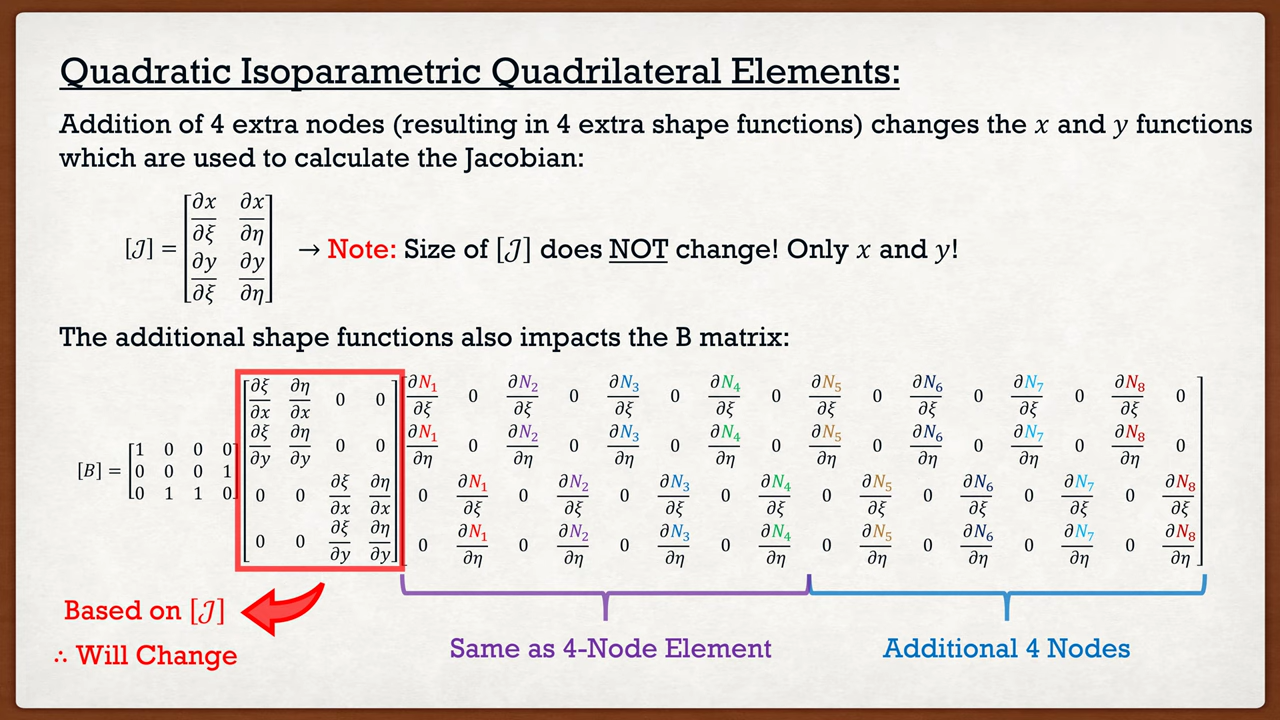 Quadratic Isoparametric Quadrilateral Elements:
Addition of 4 extra nodes (resulting in 4 extra shape functions) changes the 𝑥 and 𝑦 functions
which are used to calculate the Jacobian:
[𝒥] = [∂𝑥/∂ξ ∂𝑥/∂η; ∂𝑦/∂ξ ∂𝑦/∂η] → Note: Size of [𝒥] does NOT change! Only 𝑥 and 𝑦!
The additional shape functions also impacts the B matrix:
[𝐵] = [1 0 0 0; 0 0 0 1; 0 1 1 0]
[∂ξ/∂x ∂η/∂x 0 0
∂ξ/∂y ∂η/∂y 0 0
0 0 ∂ξ/∂x ∂η/∂x
0 0 ∂ξ/∂y ∂η/∂y]
[∂N₁/∂ξ 0 ∂N₂/∂ξ 0 ∂N₃/∂ξ 0 ∂N₄/∂ξ 0 ∂N₅/∂ξ 0 ∂N₆/∂ξ 0 ∂N₇/∂ξ 0 ∂N₈/∂ξ 0
∂N₁/∂η 0 ∂N₂/∂η 0 ∂N₃/∂η 0 ∂N₄/∂η 0 ∂N₅/∂η 0 ∂N₆/∂η 0 ∂N₇/∂η 0 ∂N₈/∂η 0
0 ∂N₁/∂ξ 0 ∂N₂/∂ξ 0 ∂N₃/∂ξ 0 ∂N₄/∂ξ 0 ∂N₅/∂ξ 0 ∂N₆/∂ξ 0 ∂N₇/∂ξ 0 ∂N₈/∂ξ
0 ∂N₁/∂η 0 ∂N₂/∂η 0 ∂N₃/∂η 0 ∂N₄/∂η 0 ∂N₅/∂η 0 ∂N₆/∂η 0 ∂N₇/∂η 0 ∂N₈/∂η]
Based on [𝒥]
∴ Will Change
Same as 4-Node Element
Additional 4 Nodes